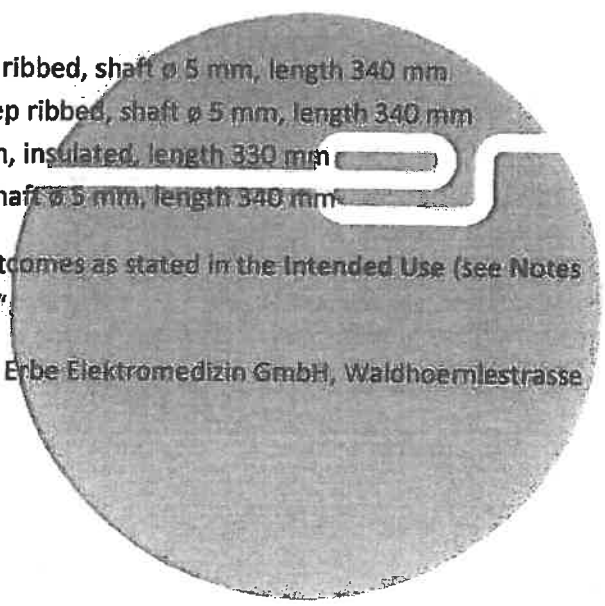 ribbed, shaft ø 5 mm, length 340 mm
ep ribbed, shaft ø 5 mm, length 340 mm
n, insulated, length 330 mm
haft ø 5 mm, length 340 mm
tcomes as stated in the Intended Use (see Notes
"
Erbe Elektromedizin GmbH, Waldhoernlestrasse